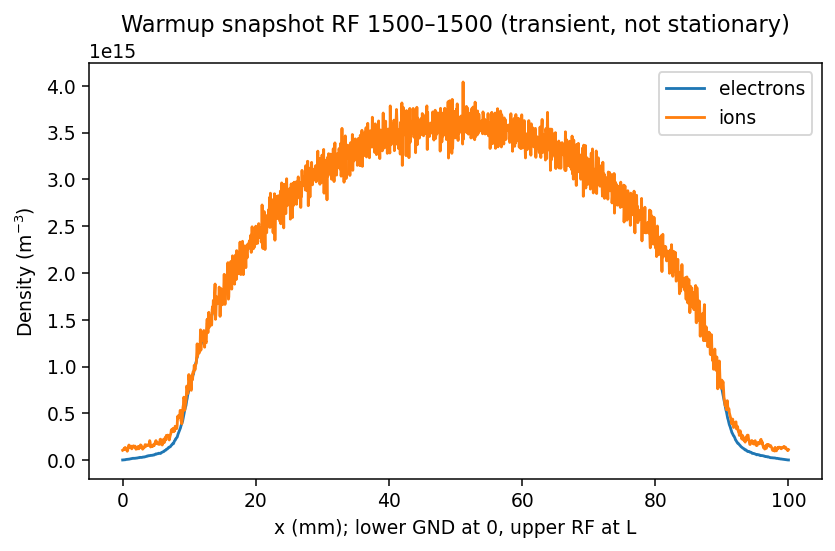 Warmup snapshot RF 1500–1500 (transient, not stationary)
1e15
electrons
ions
4.0
3.5
3.0
2.5
2.0
1.5
1.0
0.5
0.0
Density (m⁻³)
0 20 40 60 80 100
x (mm); lower GND at 0, upper RF at L